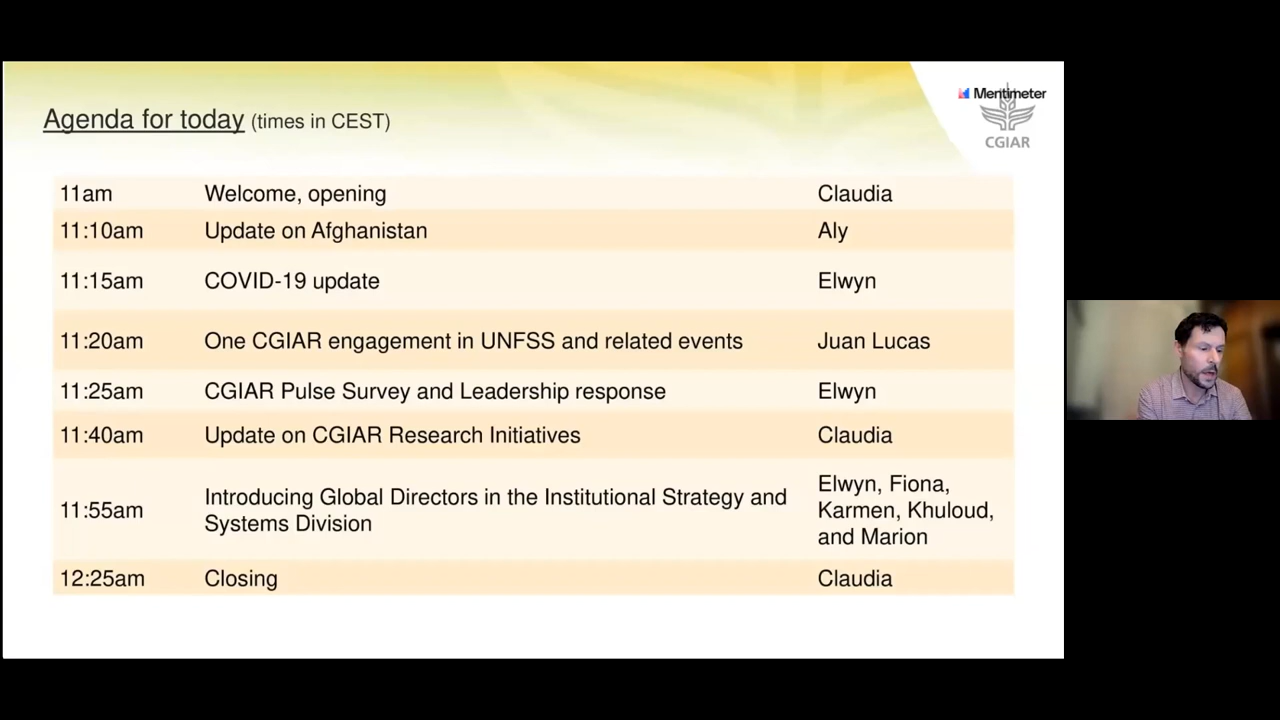 Mentimeter
CGIAR
Agenda for today (times in CEST)
11am Welcome, opening Claudia
11:10am Update on Afghanistan Aly
11:15am COVID-19 update Elwyn
11:20am One CGIAR engagement in UNFSS and related events Juan Lucas
11:25am CGIAR Pulse Survey and Leadership response Elwyn
11:40am Update on CGIAR Research Initiatives Claudia
11:55am Introducing Global Directors in the Institutional Strategy and
Systems Division
Elwyn, Fiona,
Karmen, Khuloud,
and Marion
12:25am Closing Claudia